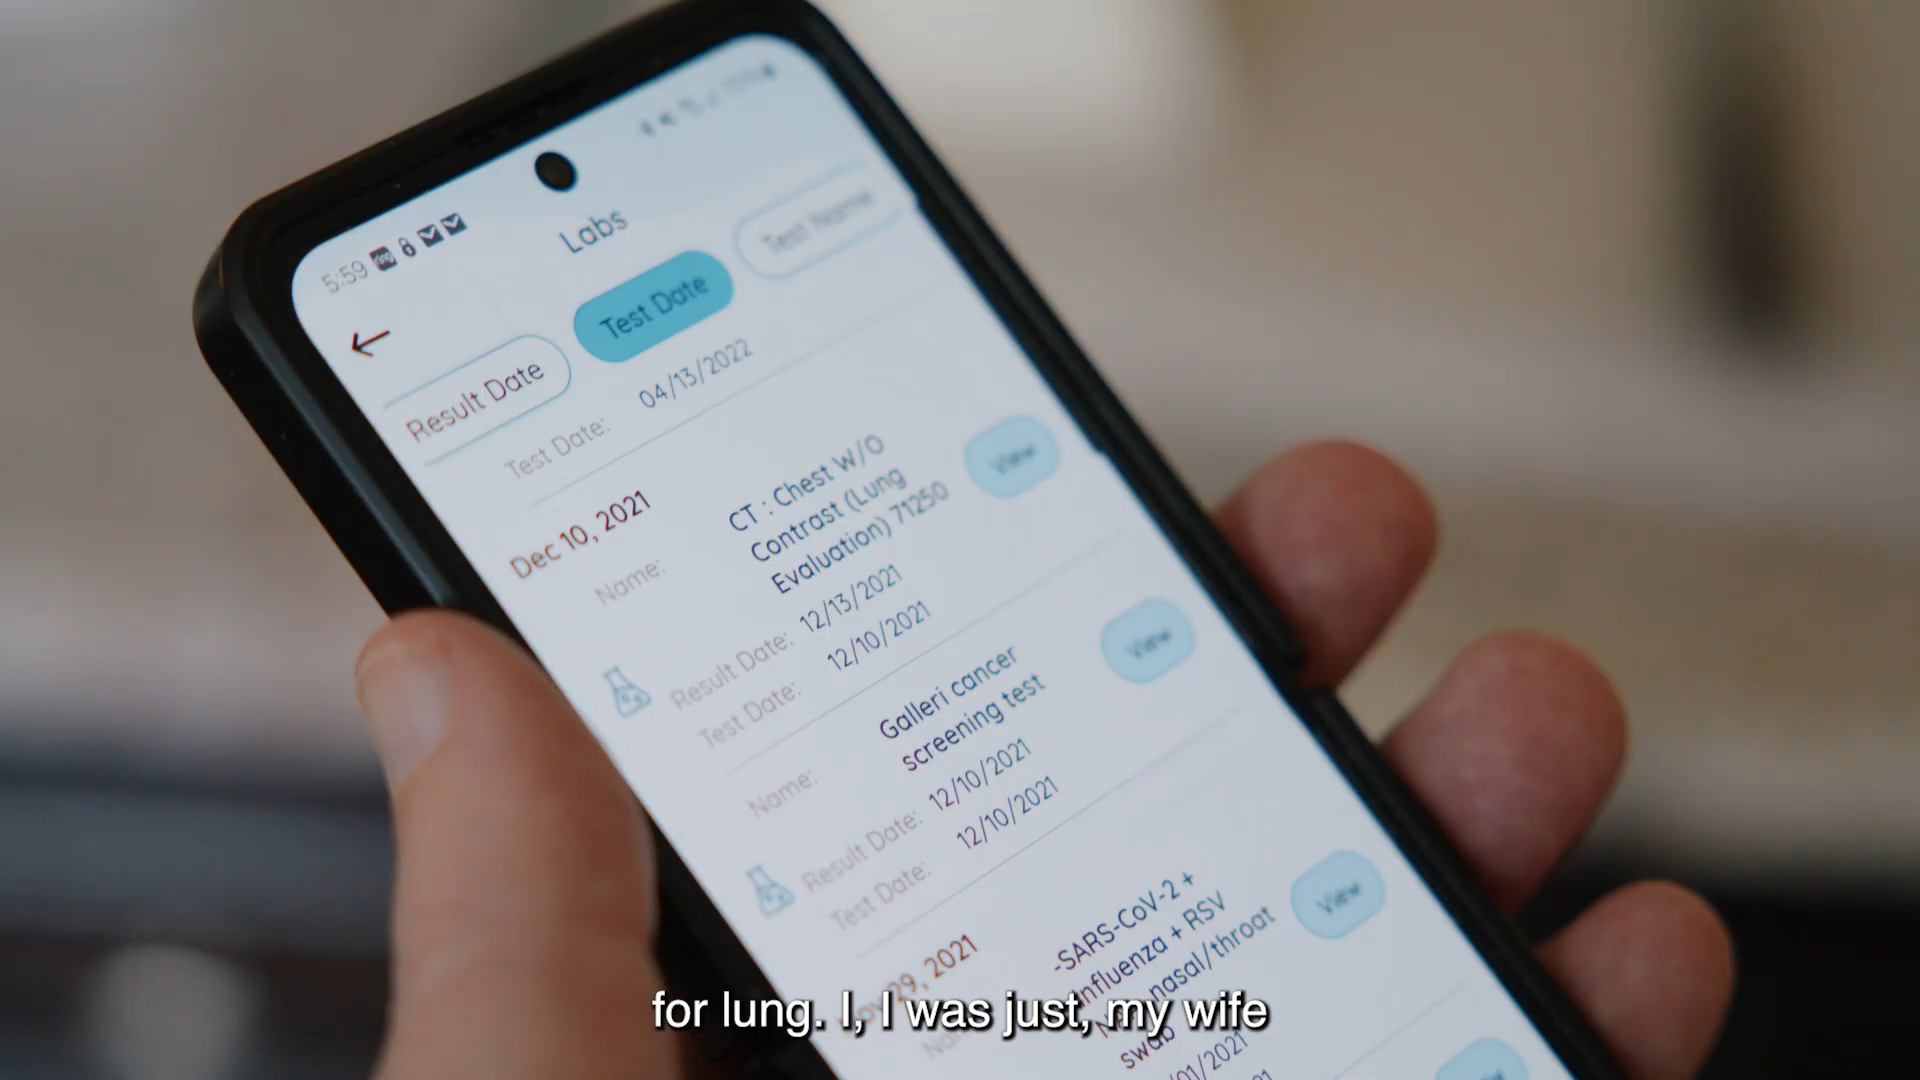 5:59
Labs
Result Date
Test Date
Test Name
Test Date: 04/13/2022
Dec 10, 2021
Name:
CT : Chest W/O
Contrast (Lung
Evaluation) 71250
View
Result Date: 12/13/2021
Test Date: 12/10/2021
Name:
Galleri cancer
screening test
View
Result Date: 12/10/2021
Test Date: 12/10/2021
29, 2021
-SARS-CoV-2 +
Influenza + RSV
nasal/throat
swab
View
for lung. I, I was just, my wife